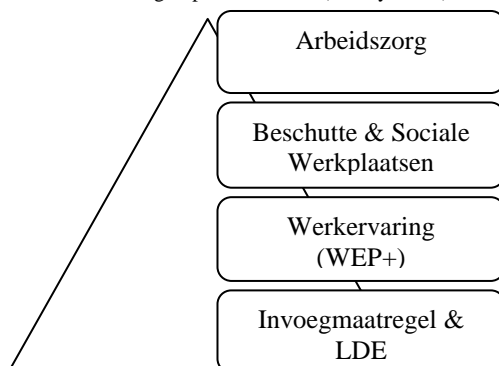 Arbeidszorg
Beschutte & Sociale
Werkplaatsen
Werkervaring
(WEP+)
Invoegmaatregel &
LDE